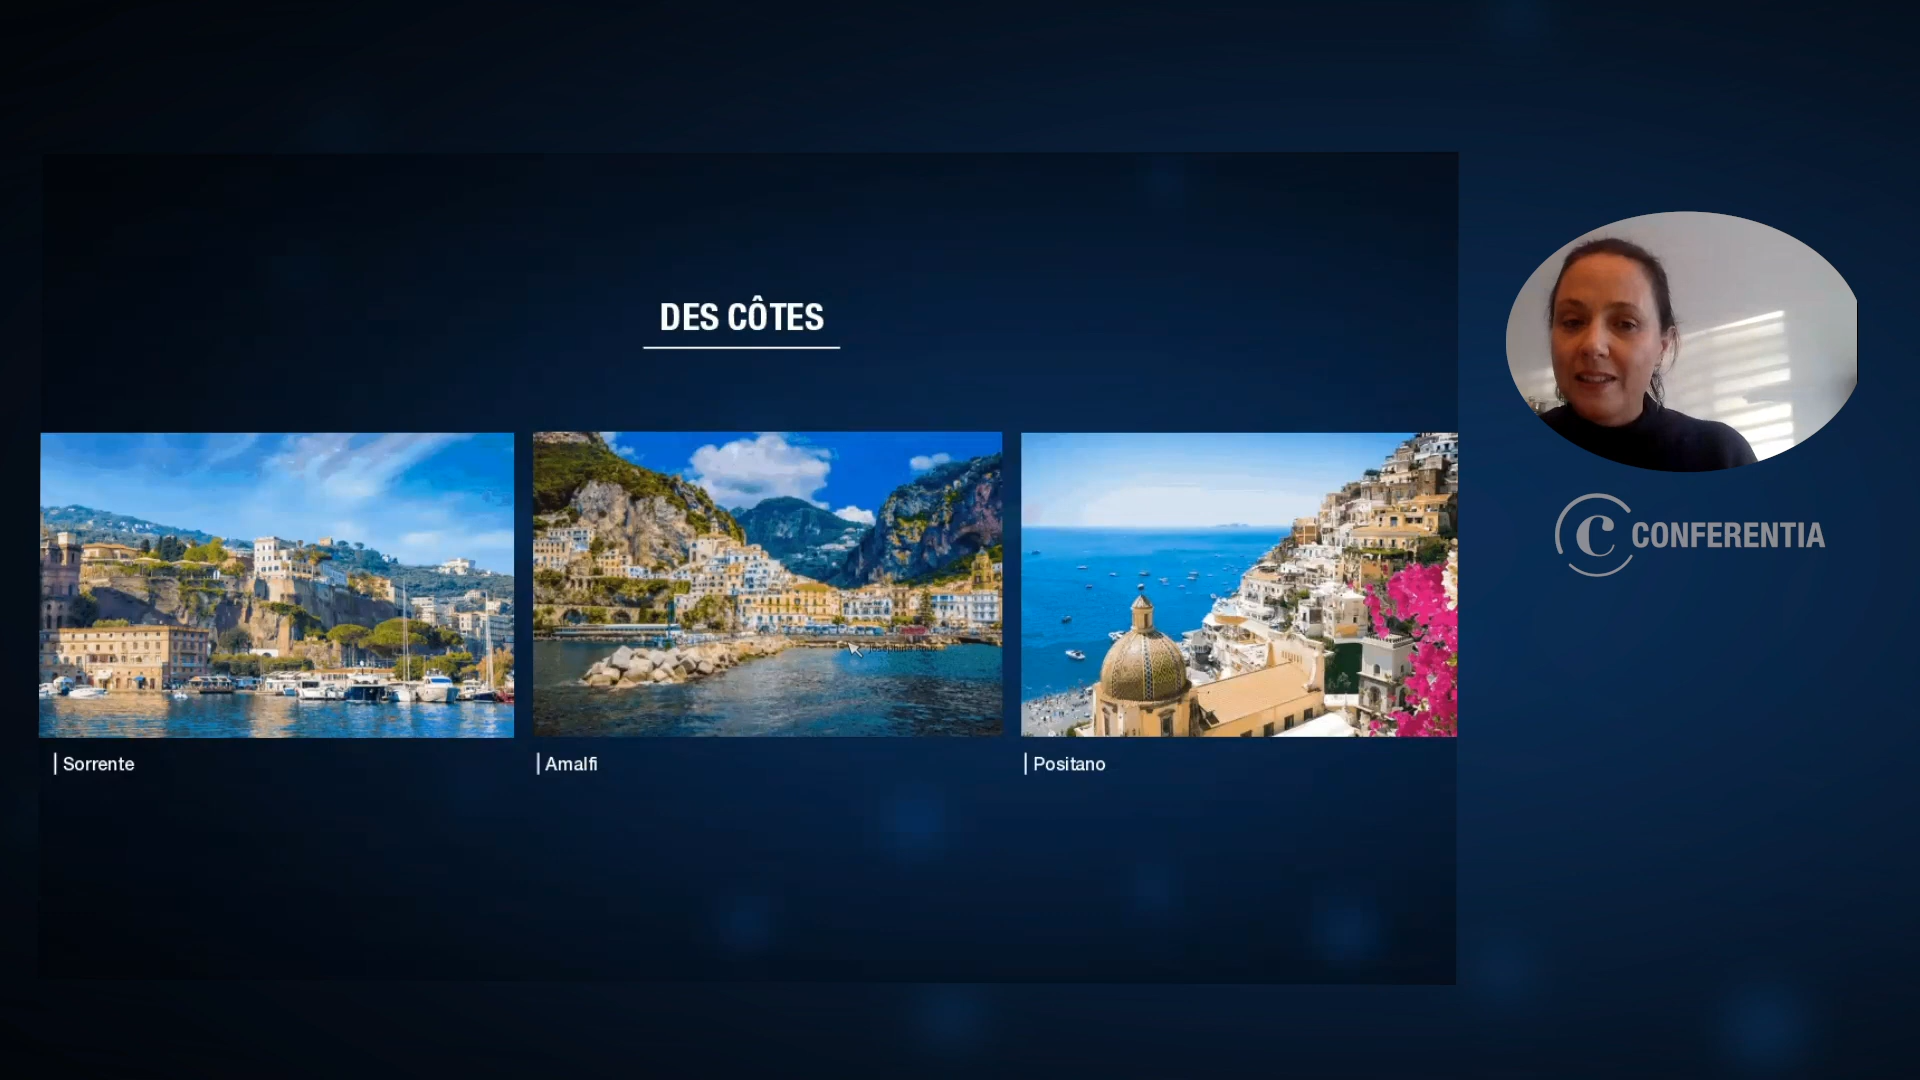 DES CÔTES
C CONFERENTIA
| Sorrente
| Amalfi
| Positano